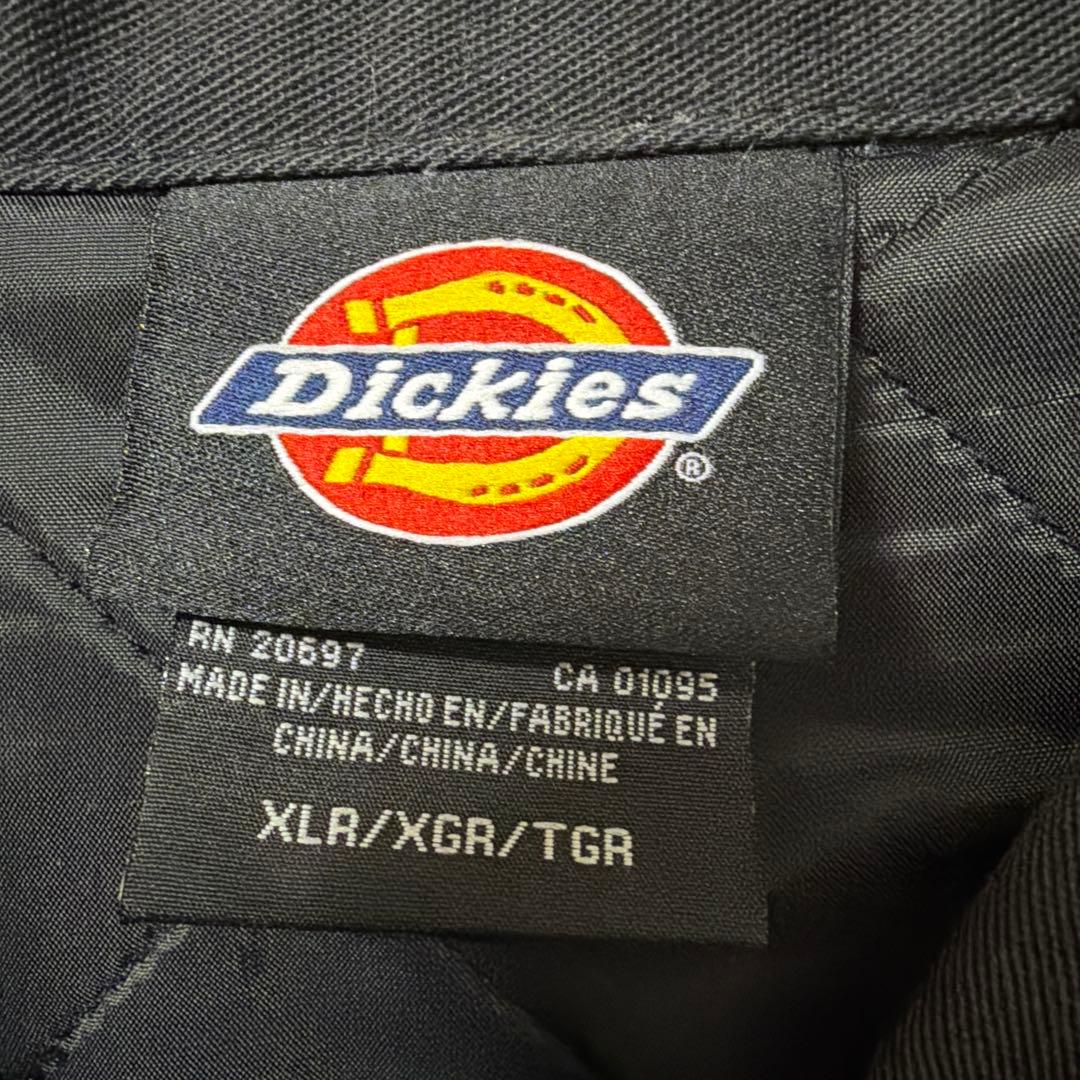 Dickies
®
RN 20697
CA 01095
MADE IN/HECHO EN/FABRIQUÉ EN
CHINA/CHINA/CHINE
XLR/XGR/TGR